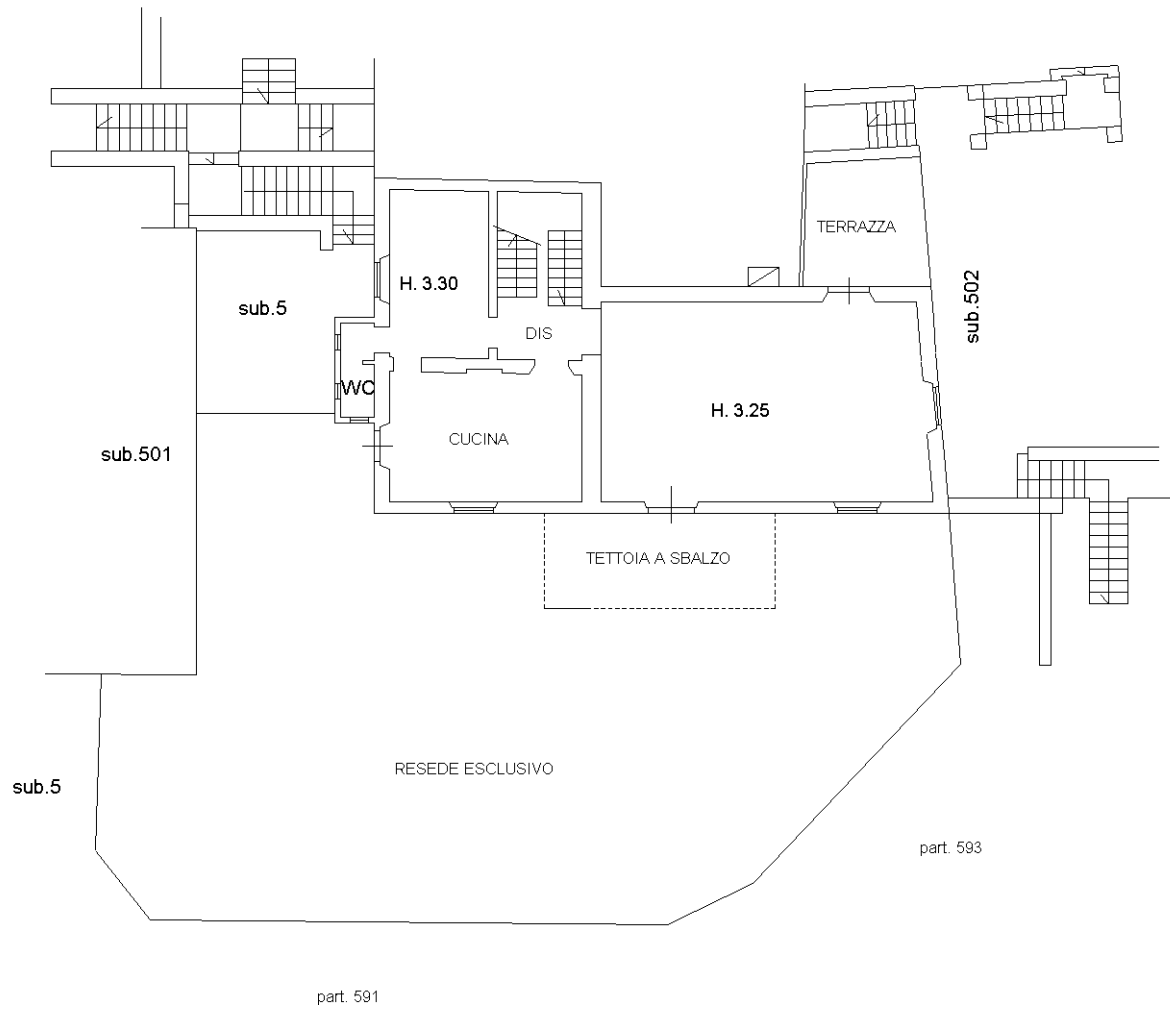 TERRAZZA
H. 3.30
sub.5
sub.502
DIS
WC
H. 3.25
CUCINA
sub.501
TETTOIA A SBALZO
RESEDE ESCLUSIVO
sub.5
part. 593
part. 591